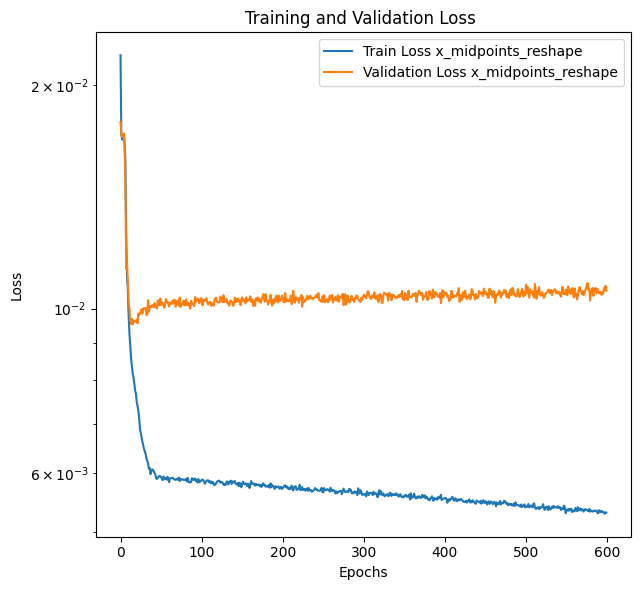 Training and Validation Loss
Train Loss x_midpoints_reshape
Validation Loss x_midpoints_reshape
2 × 10⁻²
10⁻²
6 × 10⁻³
Loss
0 100 200 300 400 500 600
Epochs